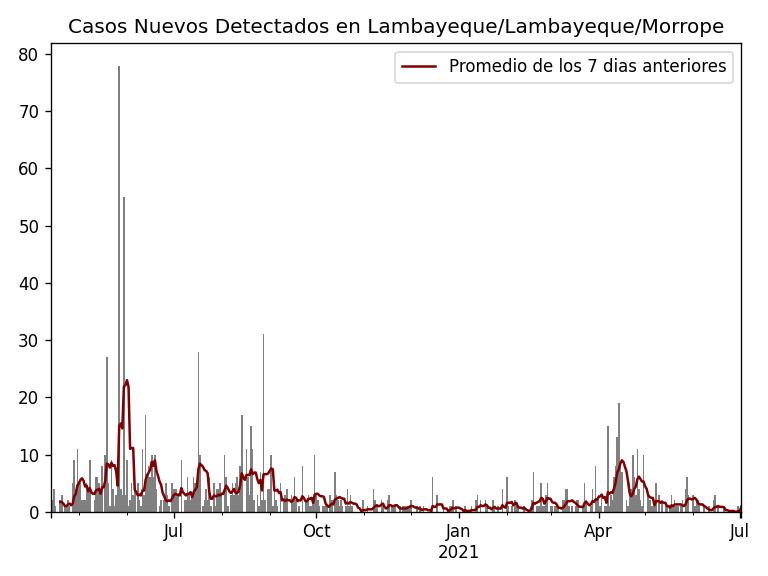 Casos Nuevos Detectados en Lambayeque/Lambayeque/Morrope
Promedio de los 7 dias anteriores
80
70
60
50
40
30
20
10
0
Jul
Oct
Jan
2021
Apr
Jul